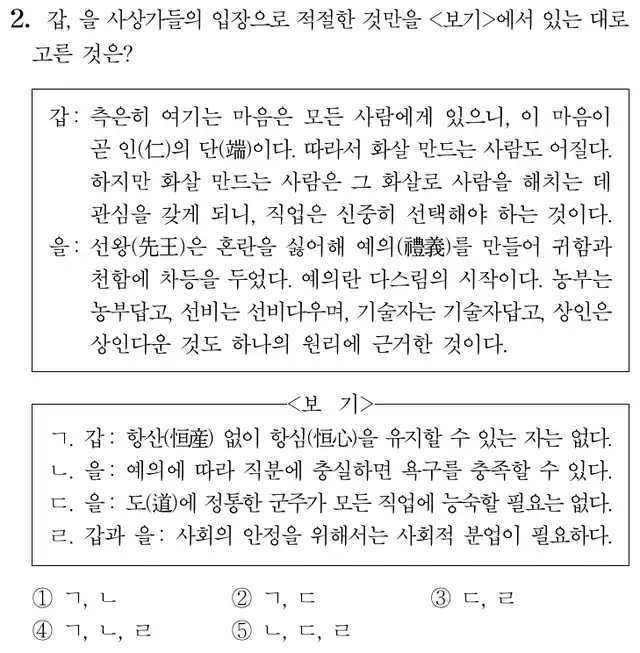 2. 갑, 을 사상가들의 입장으로 적절한 것만을 <보기>에서 있는 대로
고른 것은?
갑: 측은히 여기는 마음은 모든 사람에게 있으니, 이 마음이
곧 인(仁)의 단(端)이다. 따라서 화살 만드는 사람도 어질다.
하지만 화살 만드는 사람은 그 화살로 사람을 해치는 데
관심을 갖게 되니, 직업은 신중히 선택해야 하는 것이다.
을: 선왕(先王)은 혼란을 싫어해 예의(禮義)를 만들어 귀함과
천함에 차등을 두었다. 예의란 다스림의 시작이다. 농부는
농부답고, 선비는 선비다우며, 기술자는 기술자답고, 상인은
상인다운 것도 하나의 원리에 근거한 것이다.
<보 기>
ㄱ. 갑: 항산(恒産) 없이 항심(恒心)을 유지할 수 있는 자는 없다.
ㄴ. 을: 예의에 따라 직분에 충실하면 욕구를 충족할 수 있다.
ㄷ. 을: 도(道)에 정통한 군주가 모든 직업에 능숙할 필요는 없다.
ㄹ. 갑과 을: 사회의 안정을 위해서는 사회적 분업이 필요하다.
① ㄱ, ㄴ ② ㄱ, ㄷ ③ ㄷ, ㄹ
④ ㄱ, ㄴ, ㄹ ⑤ ㄴ, ㄷ, ㄹ